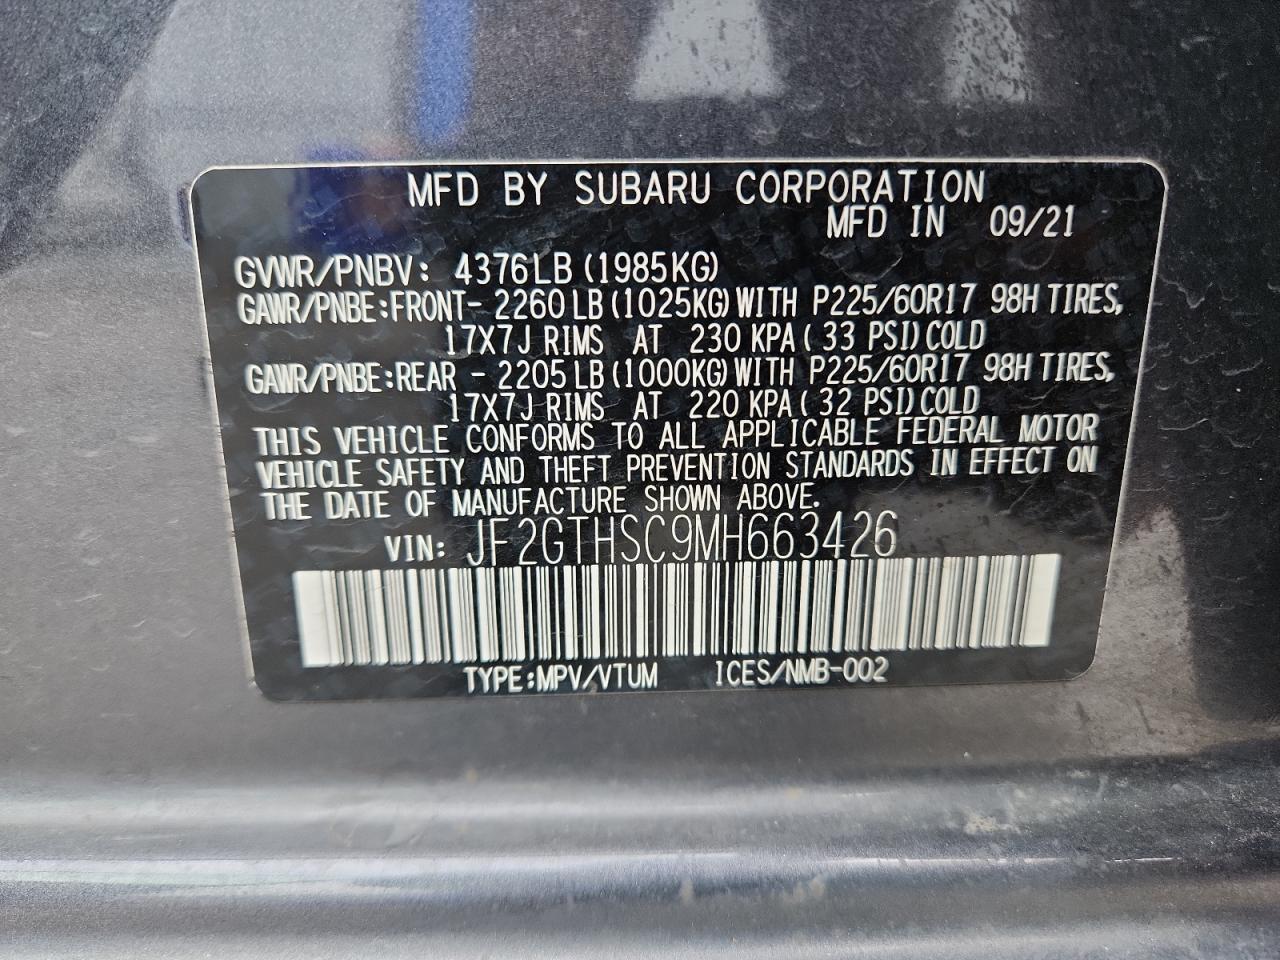 MFD BY SUBARU CORPORATION
MFD IN 09/21
GVWR/PNBV: 4376LB (1985KG)
GAWR/PNBE:FRONT- 2260 LB (1025KG) WITH P225/60R17 98H TIRES,
17X7J RIMS AT 230 KPA ( 33 PSI) COLD
GAWR/PNBE:REAR - 2205 LB (1000KG) WITH P225/60R17 98H TIRES,
17X7J RIMS AT 220 KPA ( 32 PSI) COLD
THIS VEHICLE CONFORMS TO ALL APPLICABLE FEDERAL MOTOR
VEHICLE SAFETY AND THEFT PREVENTION STANDARDS IN EFFECT ON
THE DATE OF MANUFACTURE SHOWN ABOVE.
VIN: JF2GTHSC9MH663426
TYPE:MPV/VTUM ICES/NMB-002